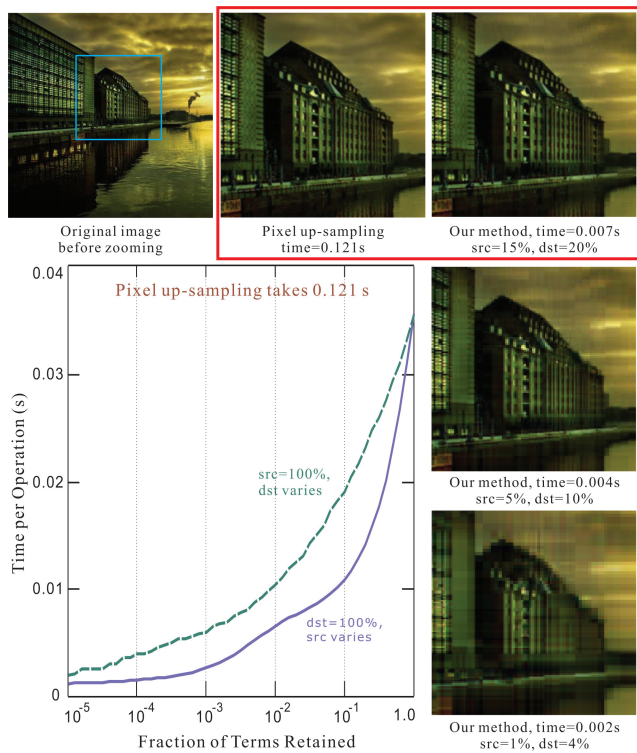 Original image
before zooming
Pixel up-sampling
time=0.121s
Our method, time=0.007s
src=15%, dst=20%
Our method, time=0.004s
src=5%, dst=10%
Our method, time=0.002s
src=1%, dst=4%
Pixel up-sampling takes 0.121 s
Time per Operation (s)
0.04
0.03
0.02
0.01
0
src=100%,
dst varies
dst=100%,
src varies
10^-5 10^-4 10^-3 10^-2 10^-1 1.0
Fraction of Terms Retained